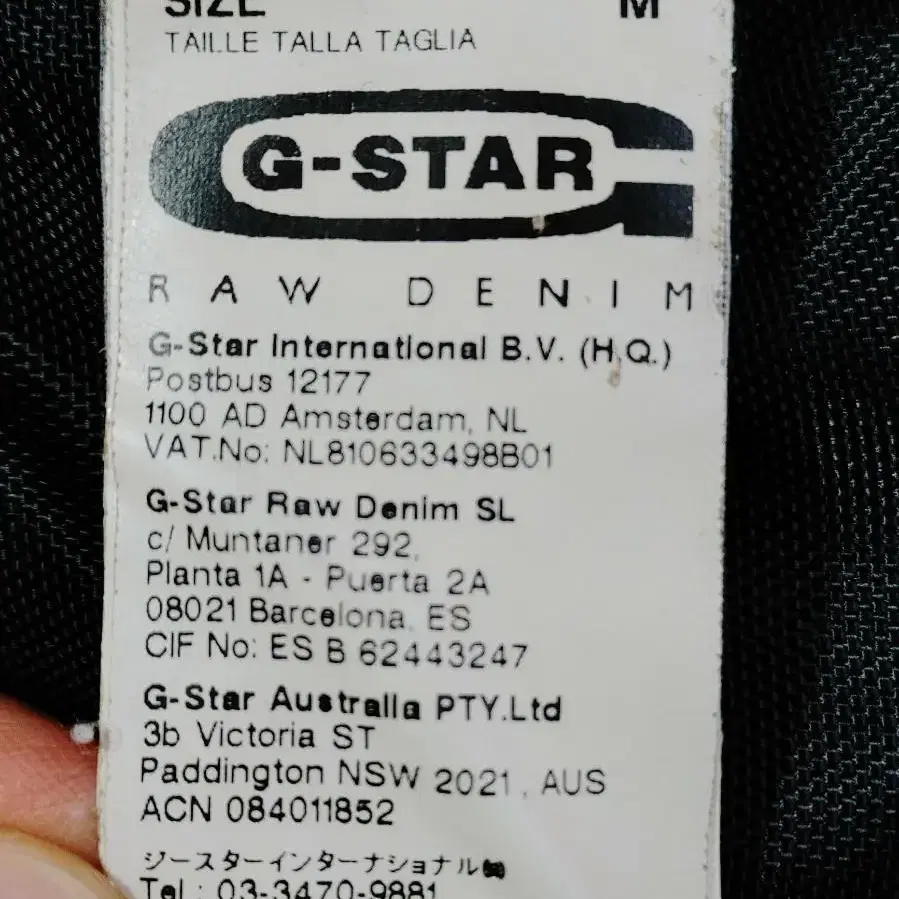 SIZE M
TAILLE TALLA TAGLIA
G-STAR
RAW DENIM
G-Star International B.V. (H.Q.)
Postbus 12177
1100 AD Amsterdam, NL
VAT.No: NL810633498B01
G-Star Raw Denim SL
c/ Muntaner 292,
Planta 1A - Puerta 2A
08021 Barcelona, ES
CIF No: ES B 62443247
G-Star Australia PTY.Ltd
3b Victoria ST
Paddington NSW 2021, AUS
ACN 084011852
ジースターインターナショナル
Tel : 03-3470-9881